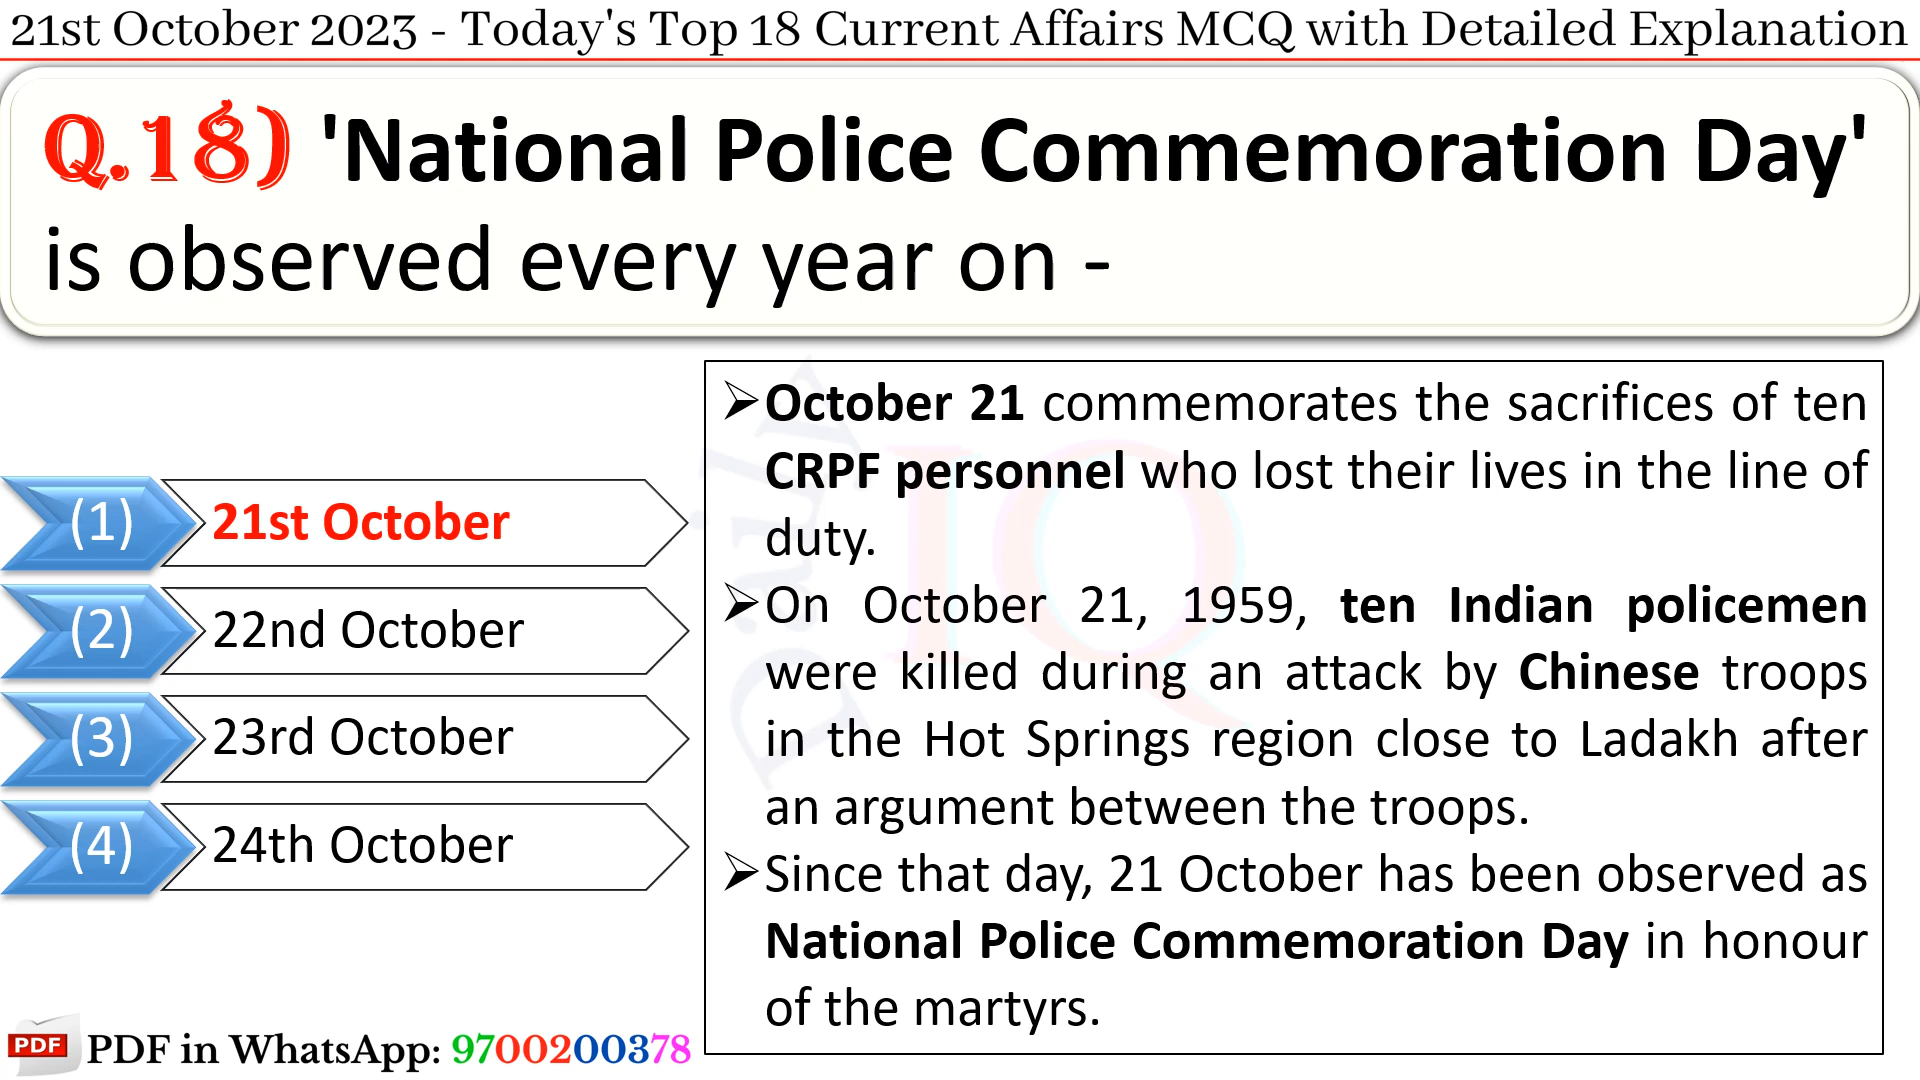 21st October 2023 - Today's Top 18 Current Affairs MCQ with Detailed Explanation
Q.18) 'National Police Commemoration Day'
is observed every year on -
(1) 21st October
(2) 22nd October
(3) 23rd October
(4) 24th October
➢October 21 commemorates the sacrifices of ten
CRPF personnel who lost their lives in the line of
duty.
➢On October 21, 1959, ten Indian policemen
were killed during an attack by Chinese troops
in the Hot Springs region close to Ladakh after
an argument between the troops.
➢Since that day, 21 October has been observed as
National Police Commemoration Day in honour
of the martyrs.
Daily IQ
PDF PDF in WhatsApp: 9700200378